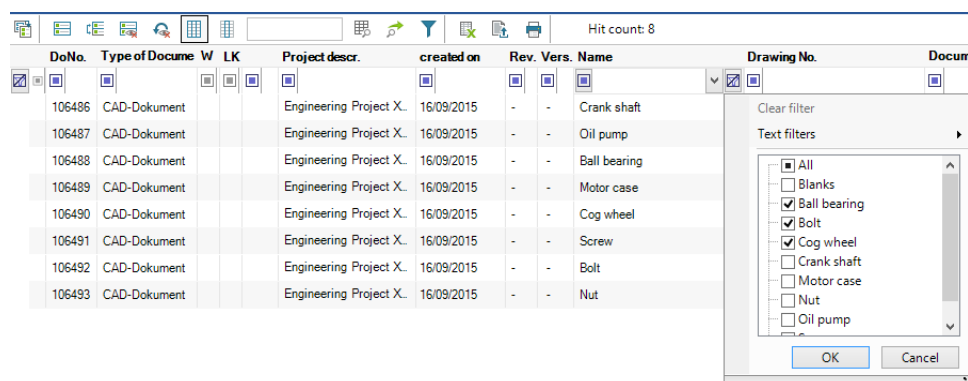 Hit count: 8
DoNo. Type of Docume W LK Project descr. created on Rev. Vers. Name Drawing No. Docum
106486 CAD-Dokument Engineering Project X... 16/09/2015 - - Crank shaft
106487 CAD-Dokument Engineering Project X... 16/09/2015 - - Oil pump
106488 CAD-Dokument Engineering Project X... 16/09/2015 - - Ball bearing
106489 CAD-Dokument Engineering Project X... 16/09/2015 - - Motor case
106490 CAD-Dokument Engineering Project X... 16/09/2015 - - Cog wheel
106491 CAD-Dokument Engineering Project X... 16/09/2015 - - Screw
106492 CAD-Dokument Engineering Project X... 16/09/2015 - - Bolt
106493 CAD-Dokument Engineering Project X... 16/09/2015 - - Nut
Clear filter
Text filters
All
Blanks
Ball bearing
Bolt
Cog wheel
Crank shaft
Motor case
Nut
Oil pump
OK Cancel